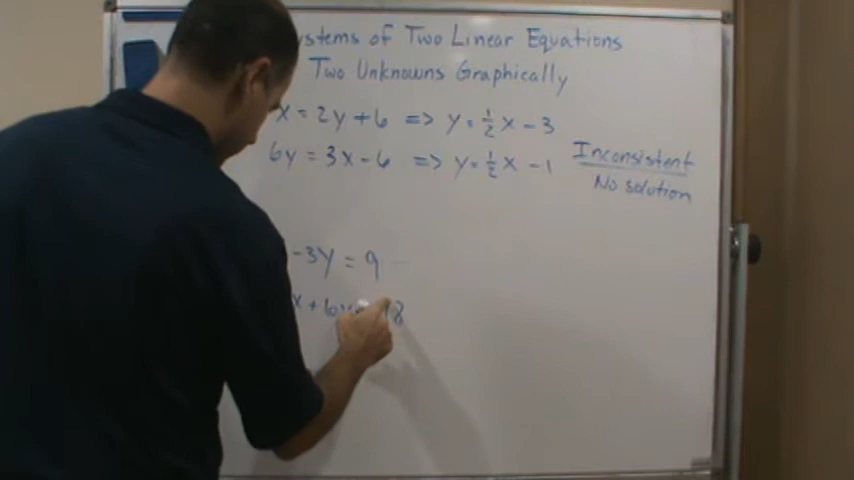 ystems of Two Linear Equations
Two Unknowns Graphically
x = 2y + 6 => y = 1/2 x - 3
6y = 3x - 6 => y = 1/2 x - 1
Inconsistent
No solution
-3y = 9
x + 6y 18